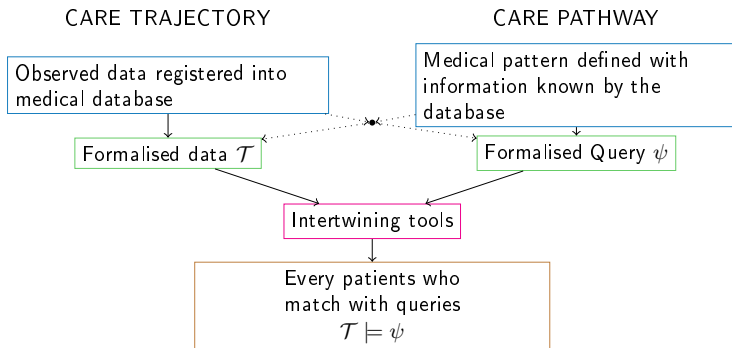 CARE TRAJECTORY
CARE PATHWAY
Observed data registered into
medical database
Medical pattern defined with
information known by the
database
Formalised data 𝒯
Formalised Query ψ
Intertwining tools
Every patients who
match with queries
𝒯 ⊨ ψ